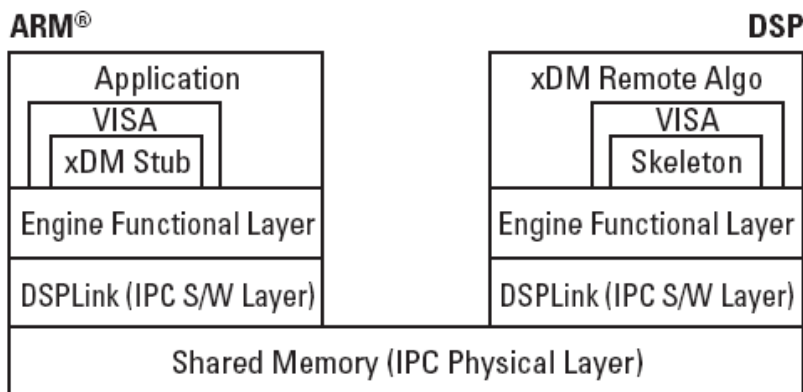 ARM®
DSP
Application
xDM Remote Algo
VISA
VISA
xDM Stub
Skeleton
Engine Functional Layer
Engine Functional Layer
DSPLink (IPC S/W Layer)
DSPLink (IPC S/W Layer)
Shared Memory (IPC Physical Layer)